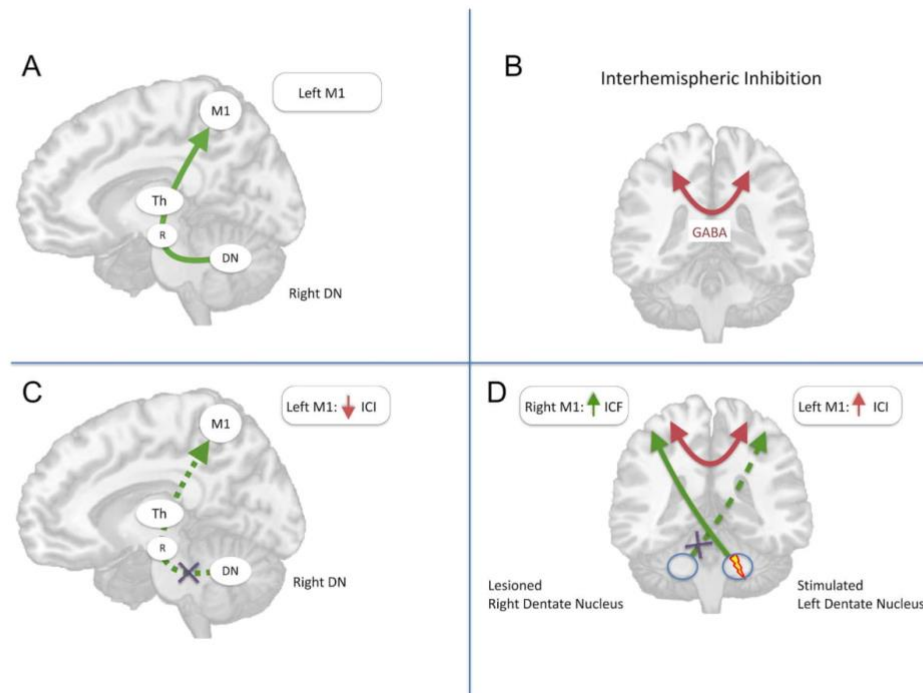 A
Left M1
M1
Th
R
DN
Right DN
B
Interhemispheric Inhibition
GABA
C
Left M1: ICI
M1
Th
R
DN
Right DN
D
Right M1: ICF
Left M1: ICI
Lesioned
Right Dentate Nucleus
Stimulated
Left Dentate Nucleus